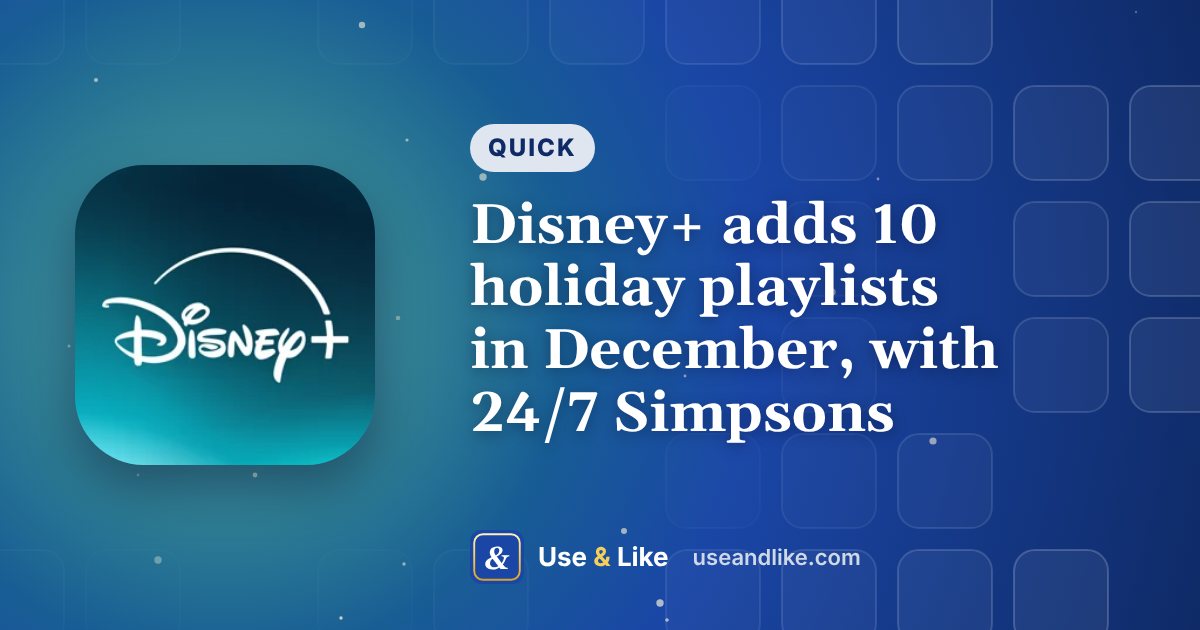 Disney+
QUICK
Disney+ adds 10
holiday playlists
in December, with
24/7 Simpsons
& Use & Like useandlike.com